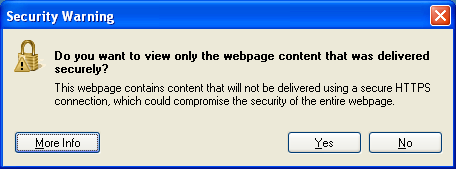 Security Warning
Do you want to view only the webpage content that was delivered
securely?
This webpage contains content that will not be delivered using a secure HTTPS
connection, which could compromise the security of the entire webpage.
More Info
Yes
No